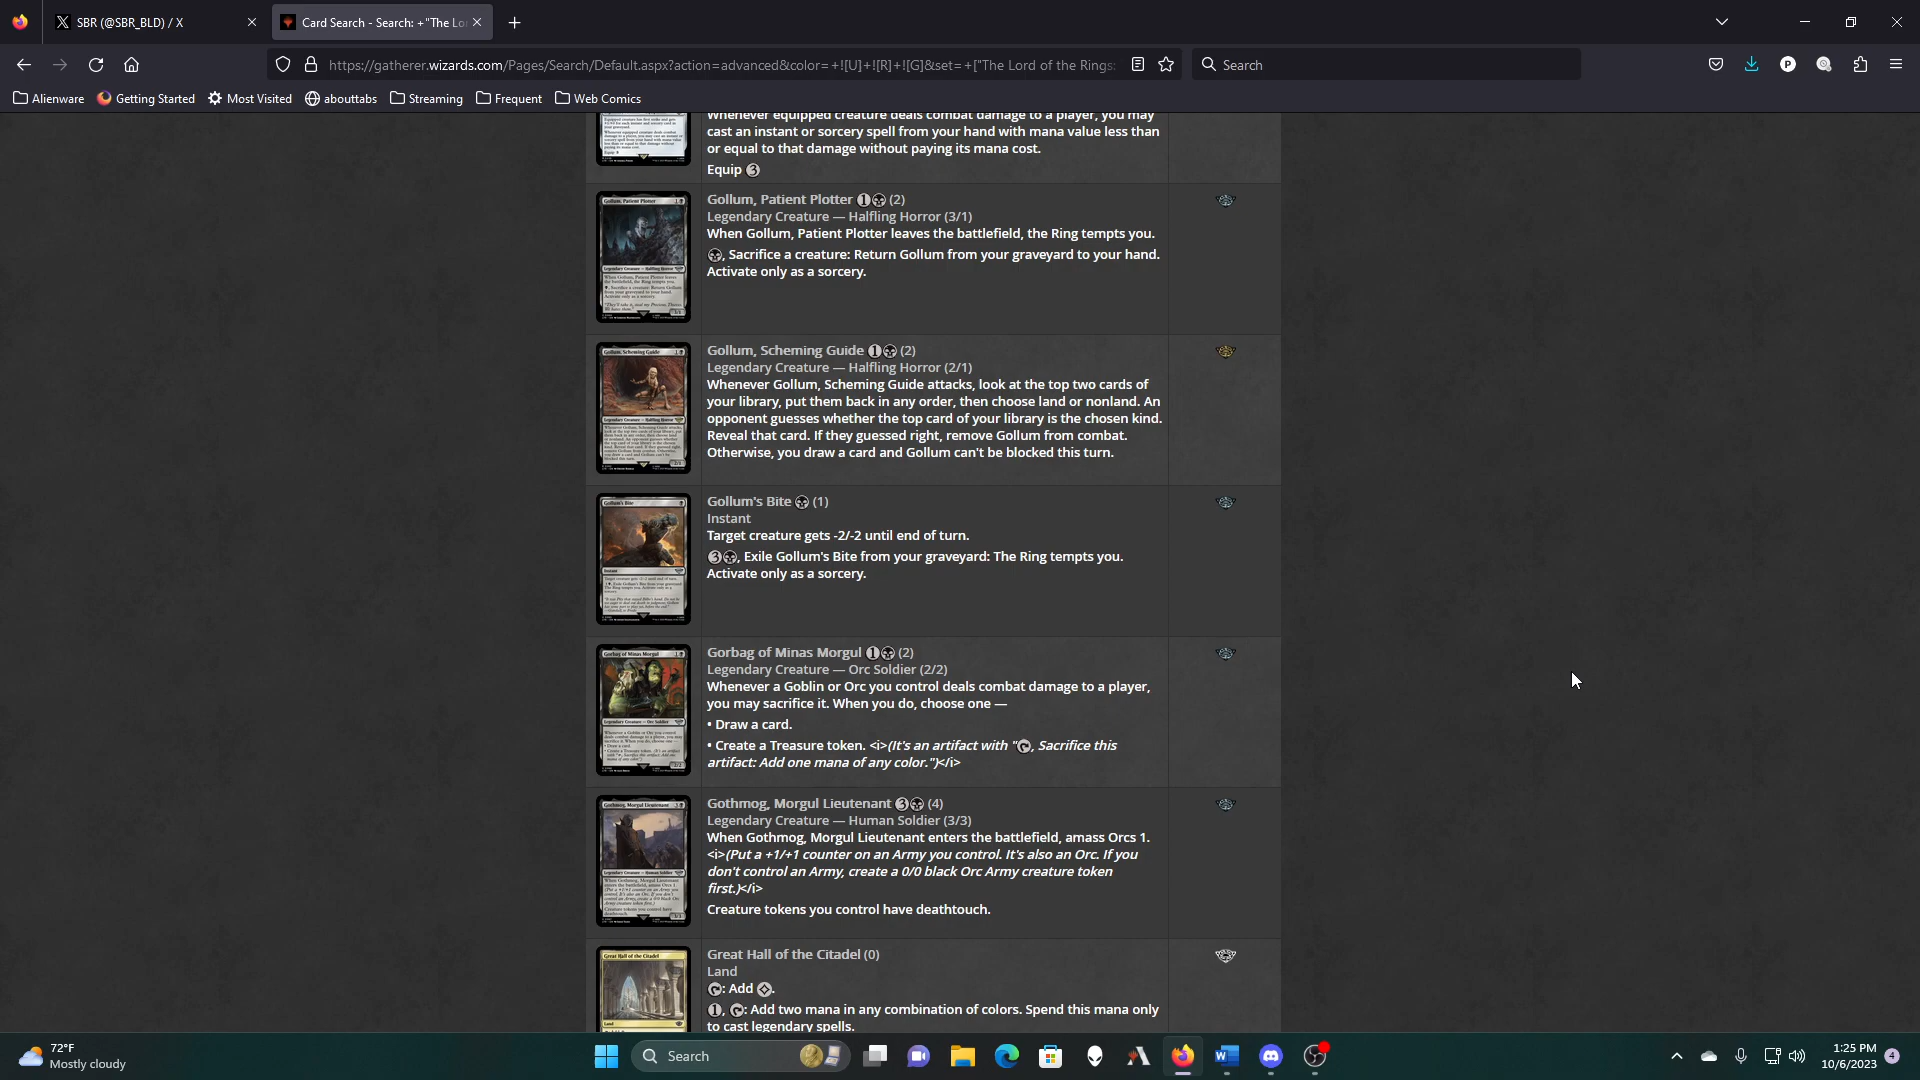 SBR (@SBR_BLD) / X
Card Search - Search: +"The Lo
https://gatherer.wizards.com/Pages/Search/Default.aspx?action=advanced&color=+![U]+![R]+![G]&set=+["The Lord of the Rings:
Search
Alienware
Getting Started
Most Visited
abouttabs
Streaming
Frequent
Web Comics
Whenever equipped creature deals combat damage to a player, you may
cast an instant or sorcery spell from your hand with mana value less than
or equal to that damage without paying its mana cost.
Equip 3
Gollum, Patient Plotter 1 (2)
Legendary Creature — Halfling Horror (3/1)
When Gollum, Patient Plotter leaves the battlefield, the Ring tempts you.
, Sacrifice a creature: Return Gollum from your graveyard to your hand.
Activate only as a sorcery.
Gollum, Scheming Guide 1 (2)
Legendary Creature — Halfling Horror (2/1)
Whenever Gollum, Scheming Guide attacks, look at the top two cards of
your library, put them back in any order, then choose land or nonland. An
opponent guesses whether the top card of your library is the chosen kind.
Reveal that card. If they guessed right, remove Gollum from combat.
Otherwise, you draw a card and Gollum can't be blocked this turn.
Gollum's Bite (1)
Instant
Target creature gets -2/-2 until end of turn.
3, Exile Gollum's Bite from your graveyard: The Ring tempts you.
Activate only as a sorcery.
Gorbag of Minas Morgul 1 (2)
Legendary Creature — Orc Soldier (2/2)
Whenever a Goblin or Orc you control deals combat damage to a player,
you may sacrifice it. When you do, choose one —
• Draw a card.
• Create a Treasure token. <i>(It's an artifact with ", Sacrifice this
artifact: Add one mana of any color.")</i>
Gothmog, Morgul Lieutenant 3 (4)
Legendary Creature — Human Soldier (3/3)
When Gothmog, Morgul Lieutenant enters the battlefield, amass Orcs 1.
<i>(Put a +1/+1 counter on an Army you control. It's also an Orc. If you
don't control an Army, create a 0/0 black Orc Army creature token
first.)</i>
Creature tokens you control have deathtouch.
Great Hall of the Citadel (0)
Land
: Add .
1, : Add two mana in any combination of colors. Spend this mana only
to cast legendary spells.
72°F
Mostly cloudy
Search
1:25 PM
10/6/2023
4